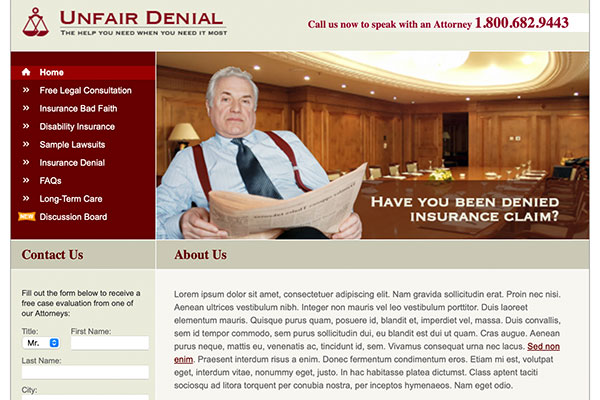 UNFAIR DENIAL
THE HELP YOU NEED WHEN YOU NEED IT MOST
Call us now to speak with an Attorney 1.800.682.9443
Home
Free Legal Consultation
Insurance Bad Faith
Disability Insurance
Sample Lawsuits
Insurance Denial
FAQs
Long-Term Care
NEW Discussion Board
HAVE YOU BEEN DENIED
INSURANCE CLAIM?
Contact Us
Fill out the form below to receive a
free case evaluation from one of
our Attorneys:
Title: First Name:
Mr.
Last Name:
City:
About Us
Lorem ipsum dolor sit amet, consectetuer adipiscing elit. Nam gravida sollicitudin erat. Proin nec nisi.
Aenean ultrices vestibulum nibh. Integer non mauris vel leo vestibulum porttitor. Duis laoreet
elementum mauris. Quisque purus quam, posuere id, blandit et, imperdiet vel, massa. Duis convallis,
sem id tempor commodo, sem purus sollicitudin dui, eu blandit est dui ut quam. Cras augue. Aenean
purus neque, mattis eu, venenatis ac, tincidunt id, sem. Vivamus consequat urna nec lacus. Sed non
enim. Praesent interdum risus a enim. Donec fermentum condimentum eros. Etiam mi est, volutpat
eget, interdum vitae, nonummy eget, justo. In hac habitasse platea dictumst. Class aptent taciti
sociosqu ad litora torquent per conubia nostra, per inceptos hymenaeos. Nam eget odio.